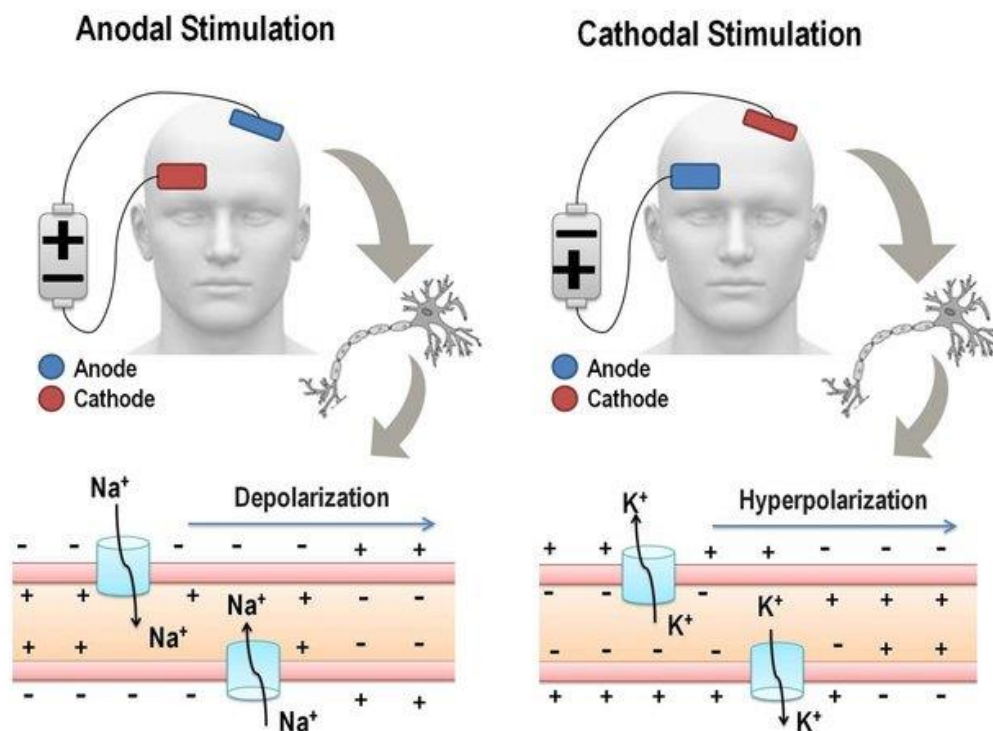 Anodal Stimulation
Cathodal Stimulation
+
−
−
+
Anode
Cathode
Anode
Cathode
Na⁺
Depolarization
K⁺
Hyperpolarization
- - - - - + +
+ + + - -
+ + - -
+ + + - - -
- - - + + +
Na⁺
Na⁺
K⁺
K⁺
+ + + - -
- - - - - + +
- - - - + +
+ + + + + - -
Na⁺
K⁺